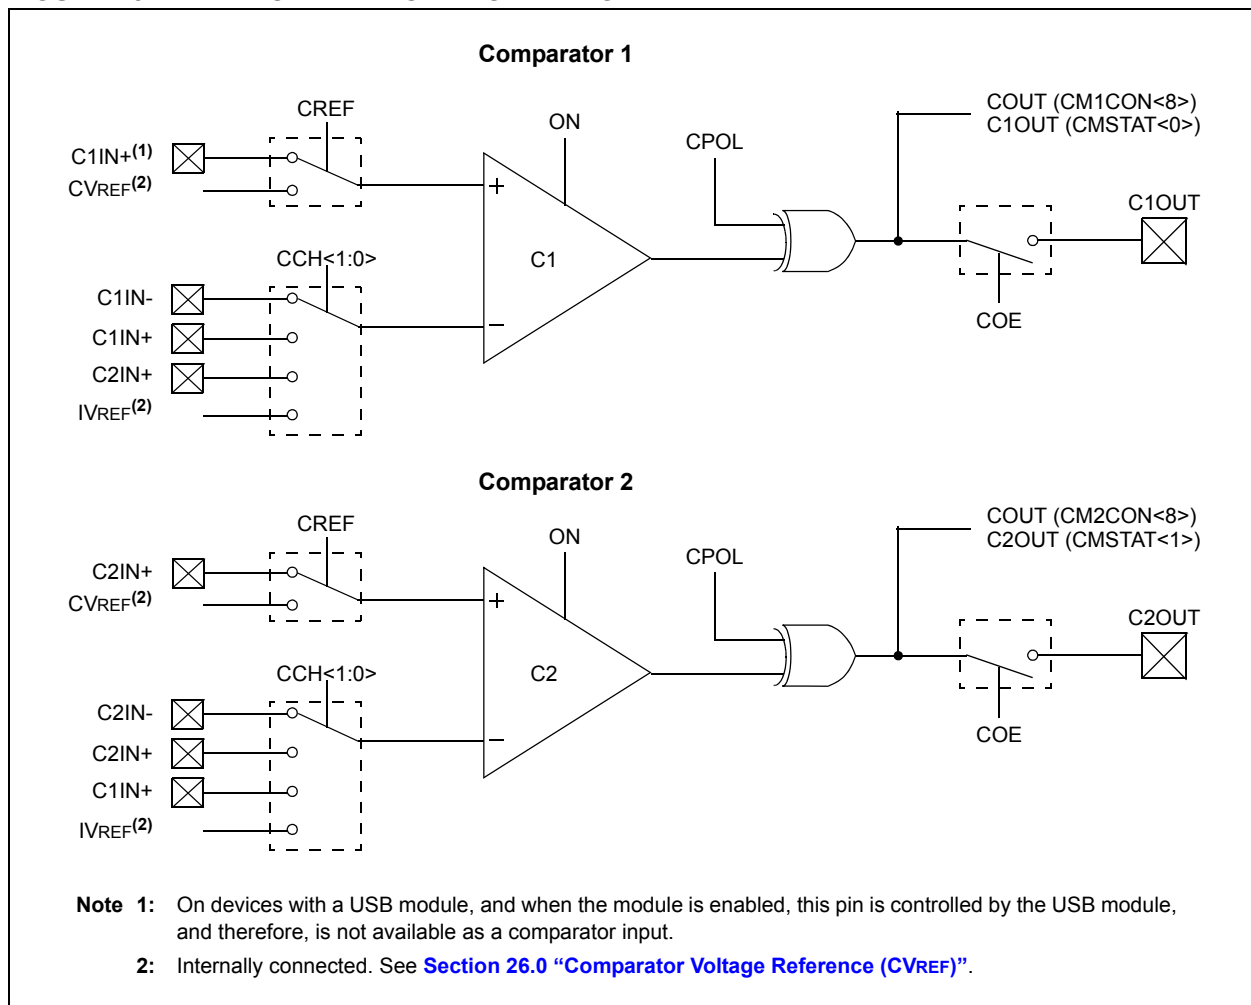 Comparator 1
CREF
ON
COUT (CM1CON<8>)
C1OUT (CMSTAT<0>)
CPOL
C1IN+(1)
CVREF(2)
C1OUT
+
C1
CCH<1:0>
C1IN-
C1IN+
C2IN+
IVREF(2)
–
COE
Comparator 2
CREF
ON
COUT (CM2CON<8>)
C2OUT (CMSTAT<1>)
CPOL
C2IN+
CVREF(2)
C2OUT
+
C2
CCH<1:0>
C2IN-
C2IN+
C1IN+
IVREF(2)
–
COE
Note 1: On devices with a USB module, and when the module is enabled, this pin is controlled by the USB module,
and therefore, is not available as a comparator input.
2: Internally connected. See Section 26.0 “Comparator Voltage Reference (CVREF)”.